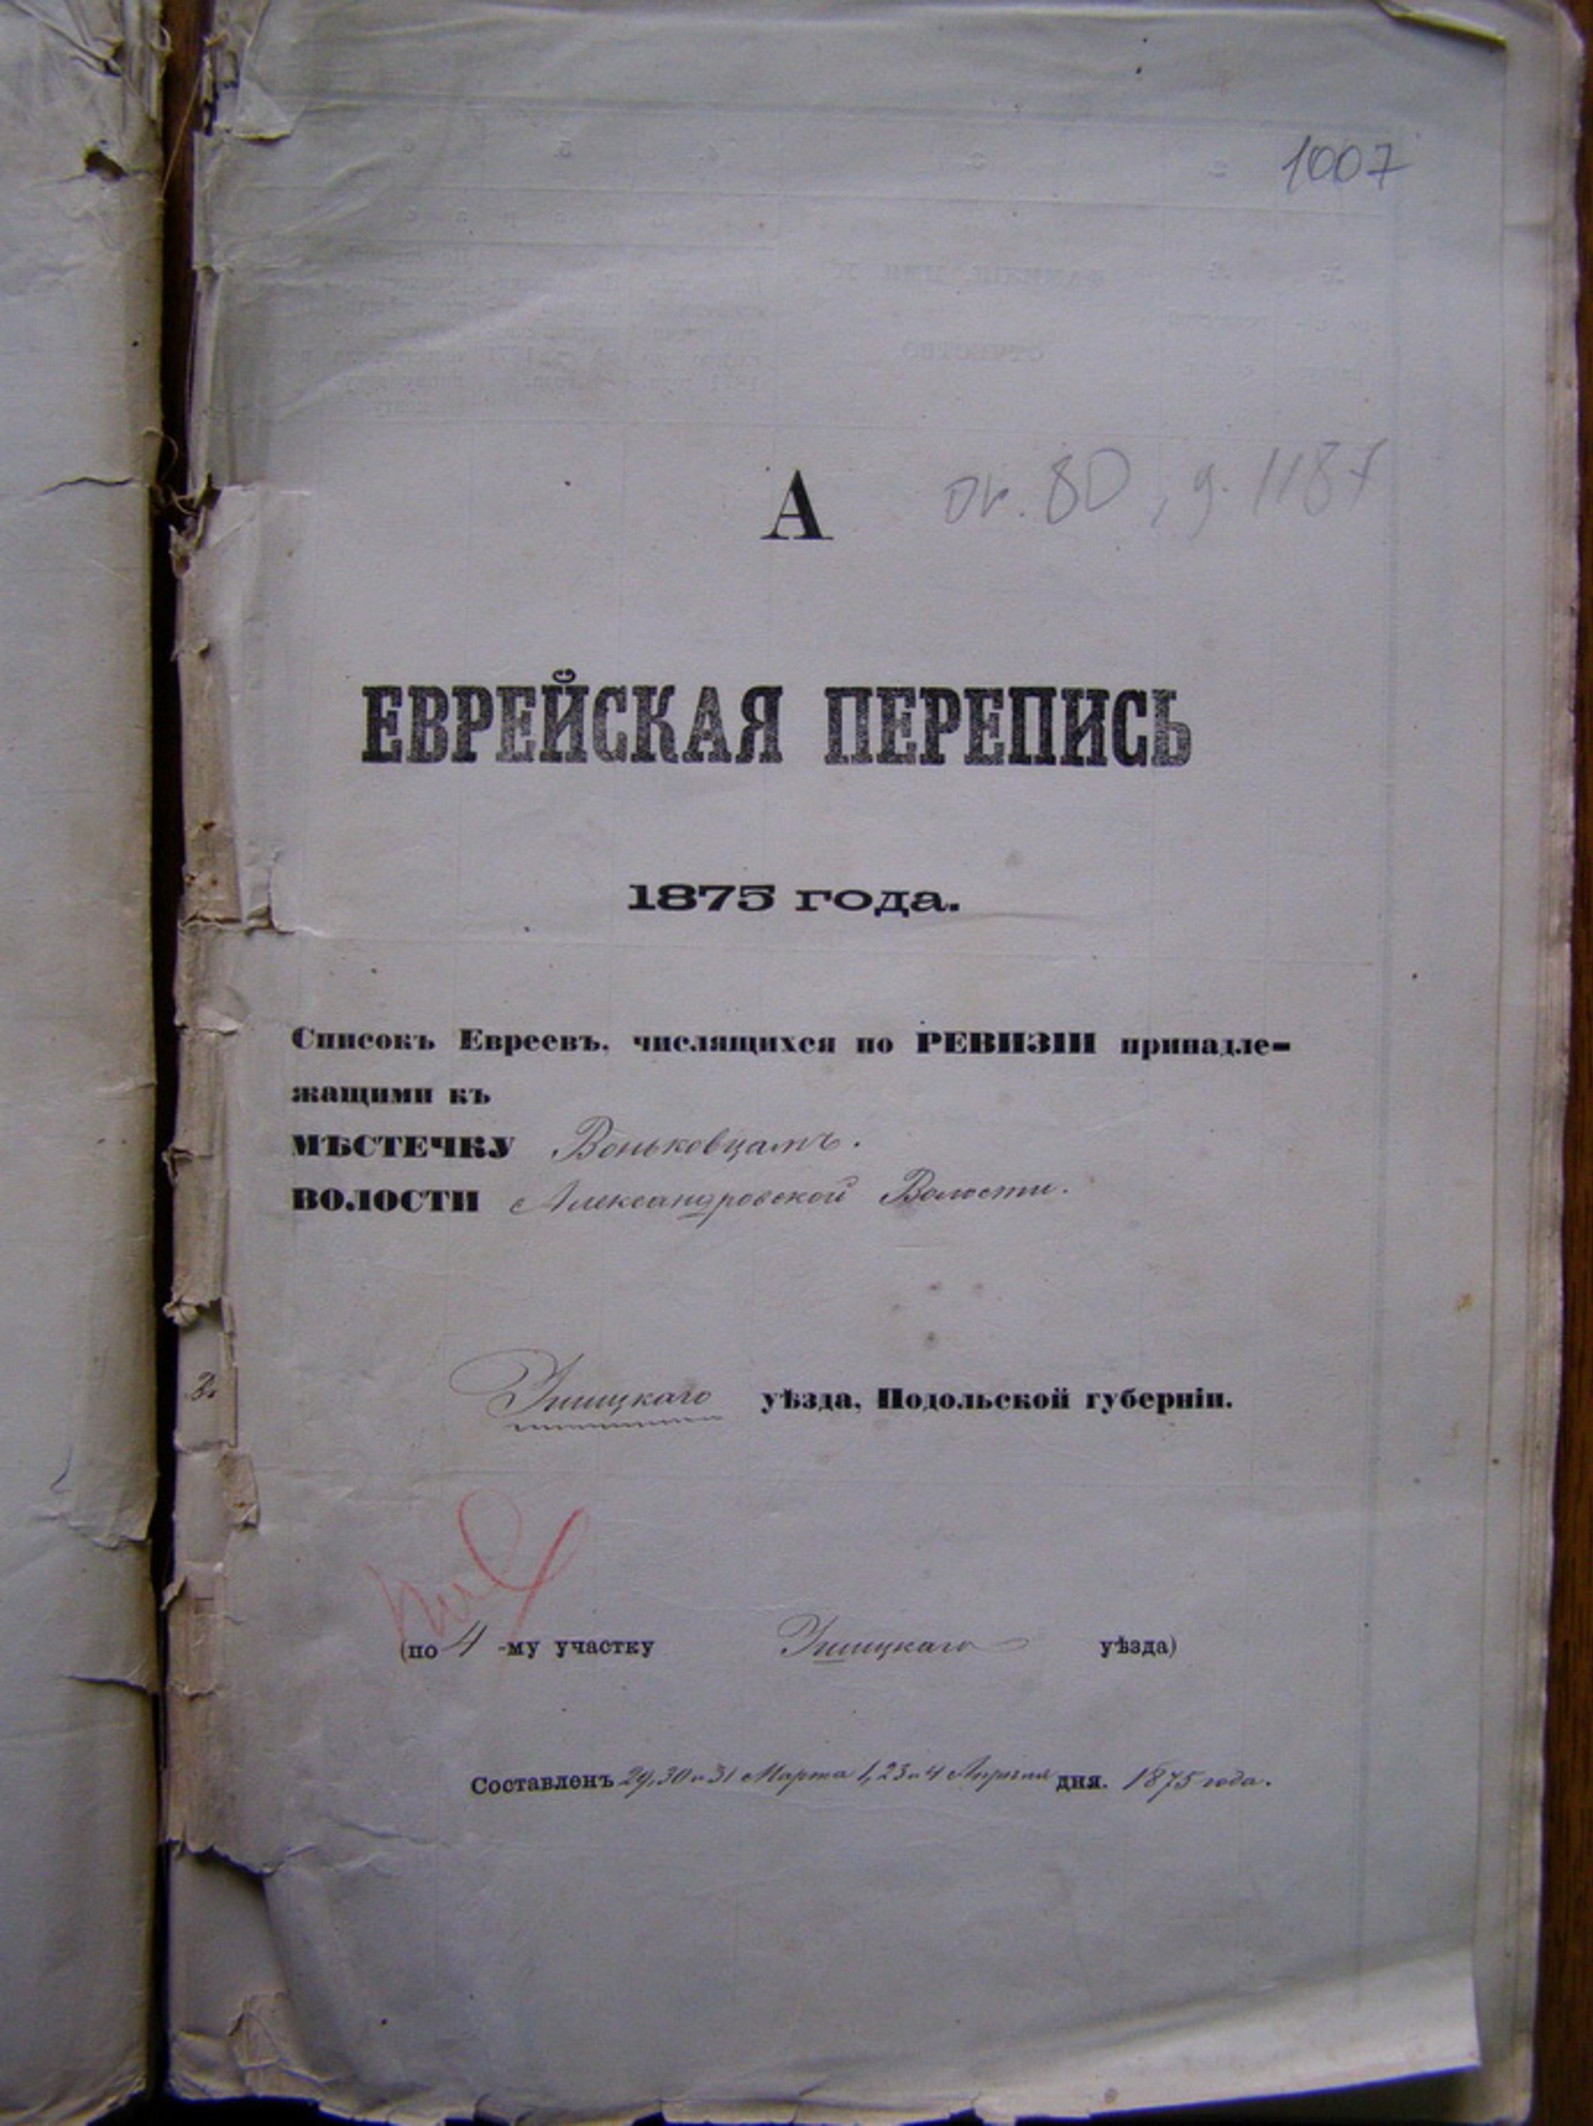 1007
А
оп. 80, д. 1187
ЕВРЕЙСКАЯ ПЕРЕПИСЬ
1875 года.
Списокъ Евреевъ, числящихся по РЕВИЗІИ принадле-
жащими къ
МѢСТЕЧКУ Воньковцамъ.
ВОЛОСТИ Александровской Волости.
Ушицкаго уѣзда, Подольской губерніи.
(по 4-му участку Ушицкаго уѣзда)
Составленъ 29, 30 и 31 Марта 1, 2 3 и 4 Апрѣля дня. 1875 года.